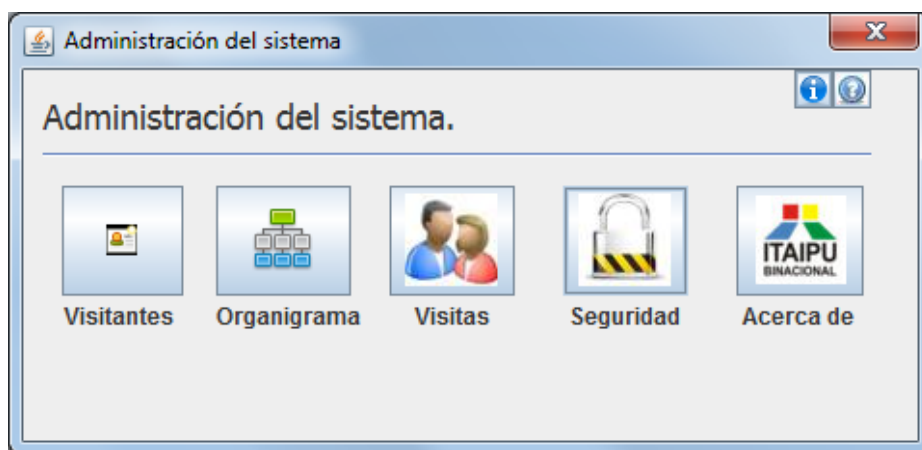 Administración del sistema
Administración del sistema.
ITAIPU
BINACIONAL
Visitantes
Organigrama
Visitas
Seguridad
Acerca de